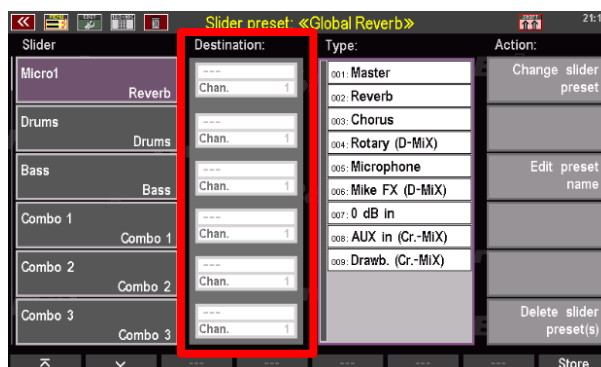 Slider preset: «Global Reverb»
21:1
Slider
Destination:
Type:
Action:
Micro1
Reverb
---
Chan. 1
Drums
Drums
---
Chan. 1
Bass
Bass
---
Chan. 1
Combo 1
Combo 1
---
Chan. 1
Combo 2
Combo 2
---
Chan. 1
Combo 3
Combo 3
---
Chan. 1
001: Master
002: Reverb
003: Chorus
004: Rotary (D-MiX)
005: Microphone
006: Mike FX (D-MiX)
007: 0 dB in
008: AUX in (Cr.-MiX)
009: Drawb. (Cr.-MiX)
Change slider
preset
Edit preset
name
Delete slider
preset(s)
--- --- --- --- --- Store